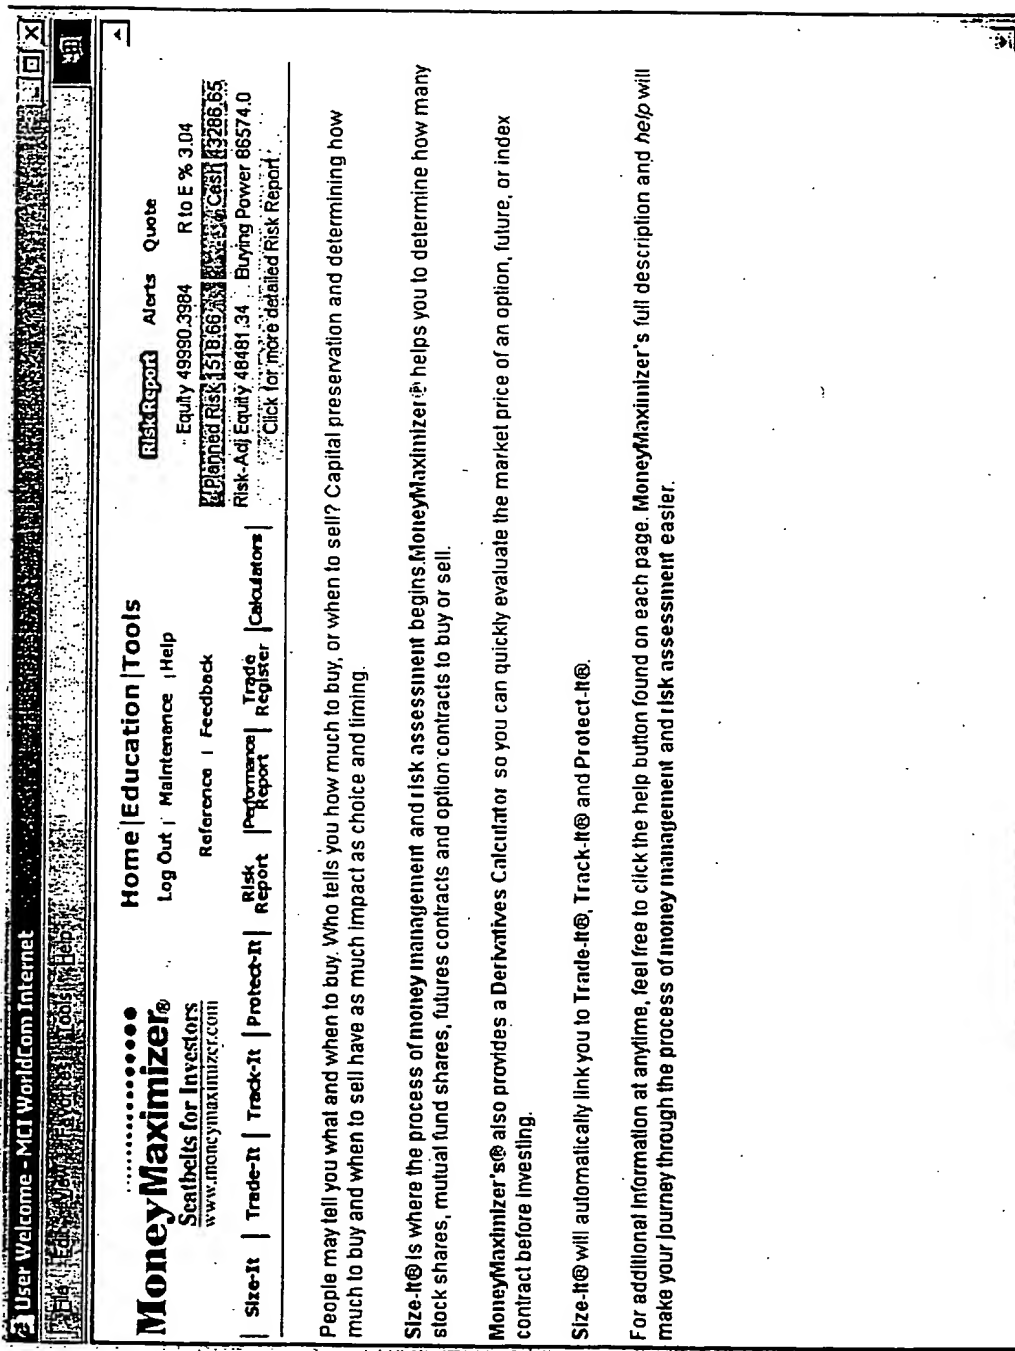 User Welcome - MCI WorldCom Internet
File Edit View Favorites Tools Help
MoneyMaximizer®
Seatbelts for Investors
www.moneymaximizer.com
Home | Education | Tools
Log Out | Maintenance | Help
Reference | Feedback
Risk Report Alerts Quote
Equity 49990.3984 R to E % 3.04
Planned Risk 1518.66 Cash 43286.65
Risk-Adj Equity 48481.34 Buying Power 86574.0
Click for more detailed Risk Report
| Size-It | Trade-It | Track-It | Protect-It | Risk Report | Performance Report | Trade Register | Calculators |
People may tell you what and when to buy. Who tells you how much to buy, or when to sell? Capital preservation and determining how
much to buy and when to sell have as much impact as choice and timing.
Size-It® is where the process of money management and risk assessment begins. MoneyMaximizer® helps you to determine how many
stock shares, mutual fund shares, futures contracts and option contracts to buy or sell.
MoneyMaximizer's® also provides a Derivatives Calculator so you can quickly evaluate the market price of an option, future, or index
contract before investing.
Size-It® will automatically link you to Trade-It®, Track-It® and Protect-It®.
For additional information at anytime, feel free to click the help button found on each page. MoneyMaximizer's full description and help will
make your journey through the process of money management and risk assessment easier.